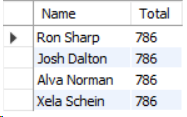 Name Total
Ron Sharp 786
Josh Dalton 786
Alva Norman 786
Xela Schein 786